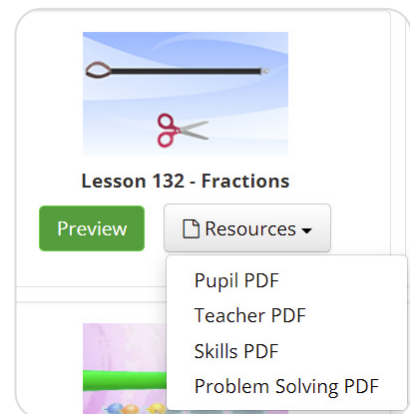 Lesson 132 - Fractions
Preview
Resources
Pupil PDF
Teacher PDF
Skills PDF
Problem Solving PDF